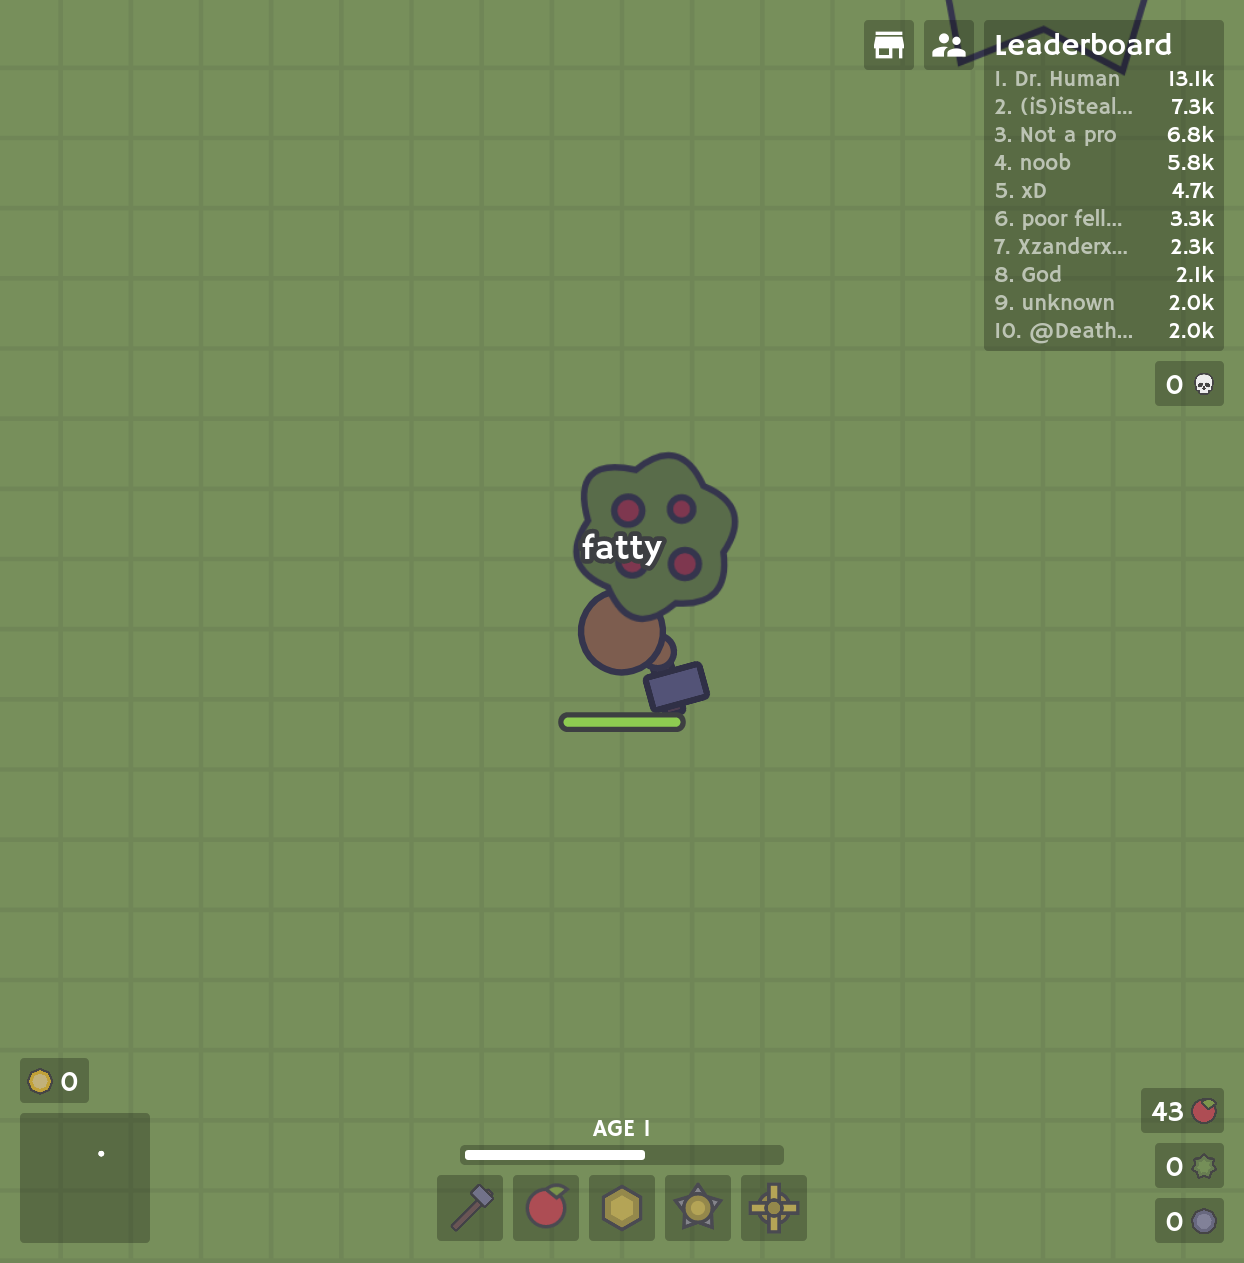 Leaderboard
1. Dr. Human 13.1k
2. (iS)iSteal... 7.3k
3. Not a pro 6.8k
4. noob 5.8k
5. xD 4.7k
6. poor fell... 3.3k
7. Xzanderx... 2.3k
8. God 2.1k
9. unknown 2.0k
10. @Death... 2.0k
0
fatty
0
43
AGE 1
0
0